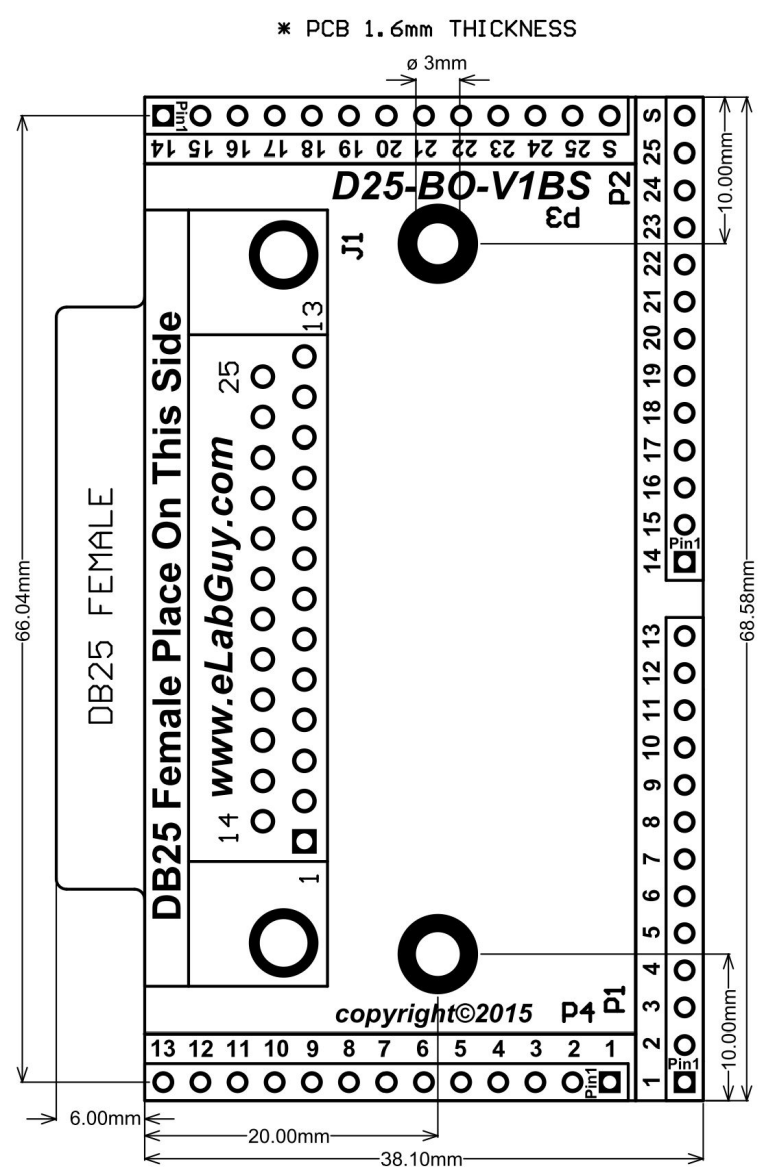 * PCB 1.6mm THICKNESS
ø 3mm
Pin1
14 15 16 17 18 19 20 21 22 23 24 25 S
D25-BO-V1BS
P2
P3
J1
10.00mm
S
25
24
23
22
21
20
19
18
17
16
15
14
Pin1
13
12
11
10
9
8
7
6
5
4
3
2
1
Pin1
66.04mm
68.58mm
DB25 FEMALE
DB25 Female Place On This Side
www.eLabGuy.com
13
25
14
1
copyright©2015
P4
P1
10.00mm
13 12 11 10 9 8 7 6 5 4 3 2 1
Pin1
6.00mm
20.00mm
38.10mm